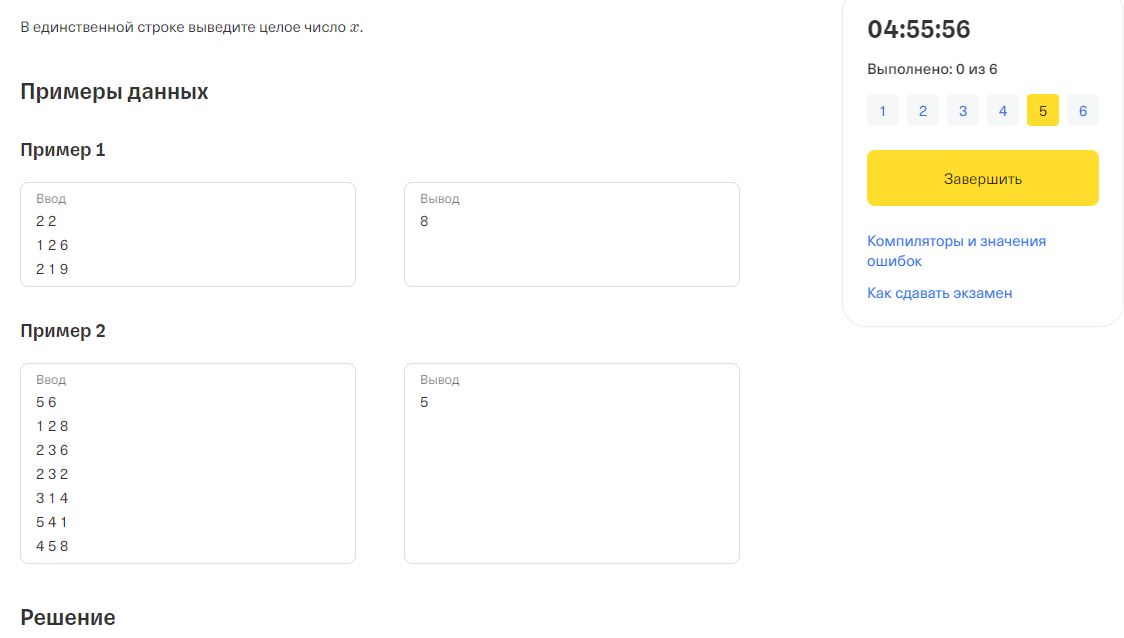 В единственной строке выведите целое число x.
Примеры данных
Пример 1
Ввод
2 2
1 2 6
2 1 9
Вывод
8
Пример 2
Ввод
5 6
1 2 8
2 3 6
2 3 2
3 1 4
5 4 1
4 5 8
Вывод
5
Решение
04:55:56
Выполнено: 0 из 6
1 2 3 4 5 6
Завершить
Компиляторы и значения
ошибок
Как сдавать экзамен